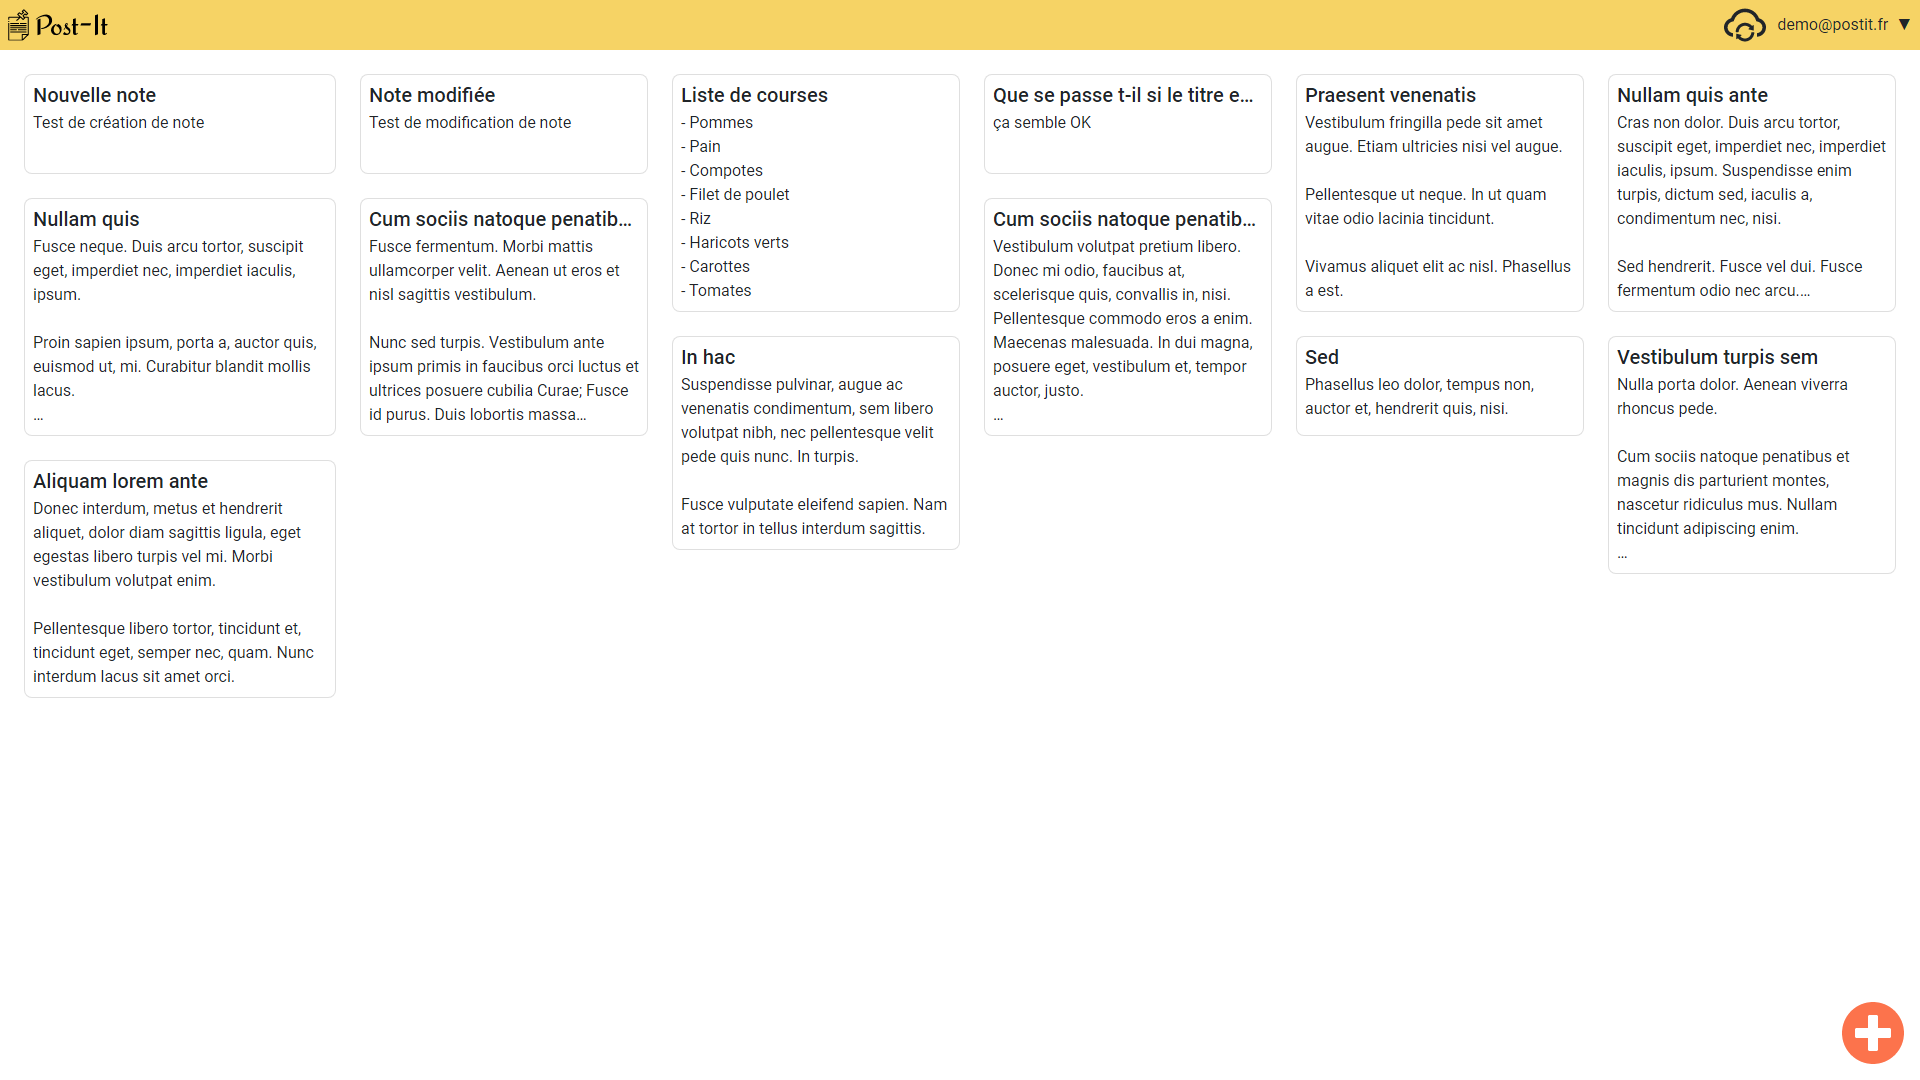 Post-It
demo@postit.fr ▼
Nouvelle note
Test de création de note
Note modifiée
Test de modification de note
Liste de courses
- Pommes
- Pain
- Compotes
- Filet de poulet
- Riz
- Haricots verts
- Carottes
- Tomates
Que se passe t-il si le titre e...
ça semble OK
Praesent venenatis
Vestibulum fringilla pede sit amet
augue. Etiam ultricies nisi vel augue.
Pellentesque ut neque. In ut quam
vitae odio lacinia tincidunt.
Vivamus aliquet elit ac nisl. Phasellus
a est.
Nullam quis ante
Cras non dolor. Duis arcu tortor,
suscipit eget, imperdiet nec, imperdiet
iaculis, ipsum. Suspendisse enim
turpis, dictum sed, iaculis a,
condimentum nec, nisi.
Sed hendrerit. Fusce vel dui. Fusce
fermentum odio nec arcu....
Nullam quis
Fusce neque. Duis arcu tortor, suscipit
eget, imperdiet nec, imperdiet iaculis,
ipsum.
Proin sapien ipsum, porta a, auctor quis,
euismod ut, mi. Curabitur blandit mollis
lacus.
...
Cum sociis natoque penatib...
Fusce fermentum. Morbi mattis
ullamcorper velit. Aenean ut eros et
nisl sagittis vestibulum.
Nunc sed turpis. Vestibulum ante
ipsum primis in faucibus orci luctus et
ultrices posuere cubilia Curae; Fusce
id purus. Duis lobortis massa...
In hac
Suspendisse pulvinar, augue ac
venenatis condimentum, sem libero
volutpat nibh, nec pellentesque velit
pede quis nunc. In turpis.
Fusce vulputate eleifend sapien. Nam
at tortor in tellus interdum sagittis.
Cum sociis natoque penatib...
Vestibulum volutpat pretium libero.
Donec mi odio, faucibus at,
scelerisque quis, convallis in, nisi.
Pellentesque commodo eros a enim.
Maecenas malesuada. In dui magna,
posuere eget, vestibulum et, tempor
auctor, justo.
...
Sed
Phasellus leo dolor, tempus non,
auctor et, hendrerit quis, nisi.
Vestibulum turpis sem
Nulla porta dolor. Aenean viverra
rhoncus pede.
Cum sociis natoque penatibus et
magnis dis parturient montes,
nascetur ridiculus mus. Nullam
tincidunt adipiscing enim.
...
Aliquam lorem ante
Donec interdum, metus et hendrerit
aliquet, dolor diam sagittis ligula, eget
egestas libero turpis vel mi. Morbi
vestibulum volutpat enim.
Pellentesque libero tortor, tincidunt et,
tincidunt eget, semper nec, quam. Nunc
interdum lacus sit amet orci.